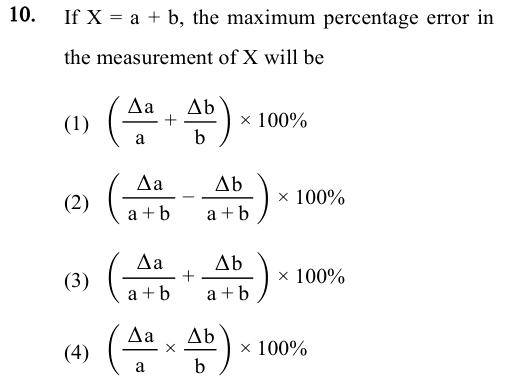 10. If X = a + b, the maximum percentage error in
the measurement of X will be
(1) (Δa/a + Δb/b) × 100%
(2) (Δa/a + b − Δb/a + b) × 100%
(3) (Δa/a + b + Δb/a + b) × 100%
(4) (Δa/a × Δb/b) × 100%